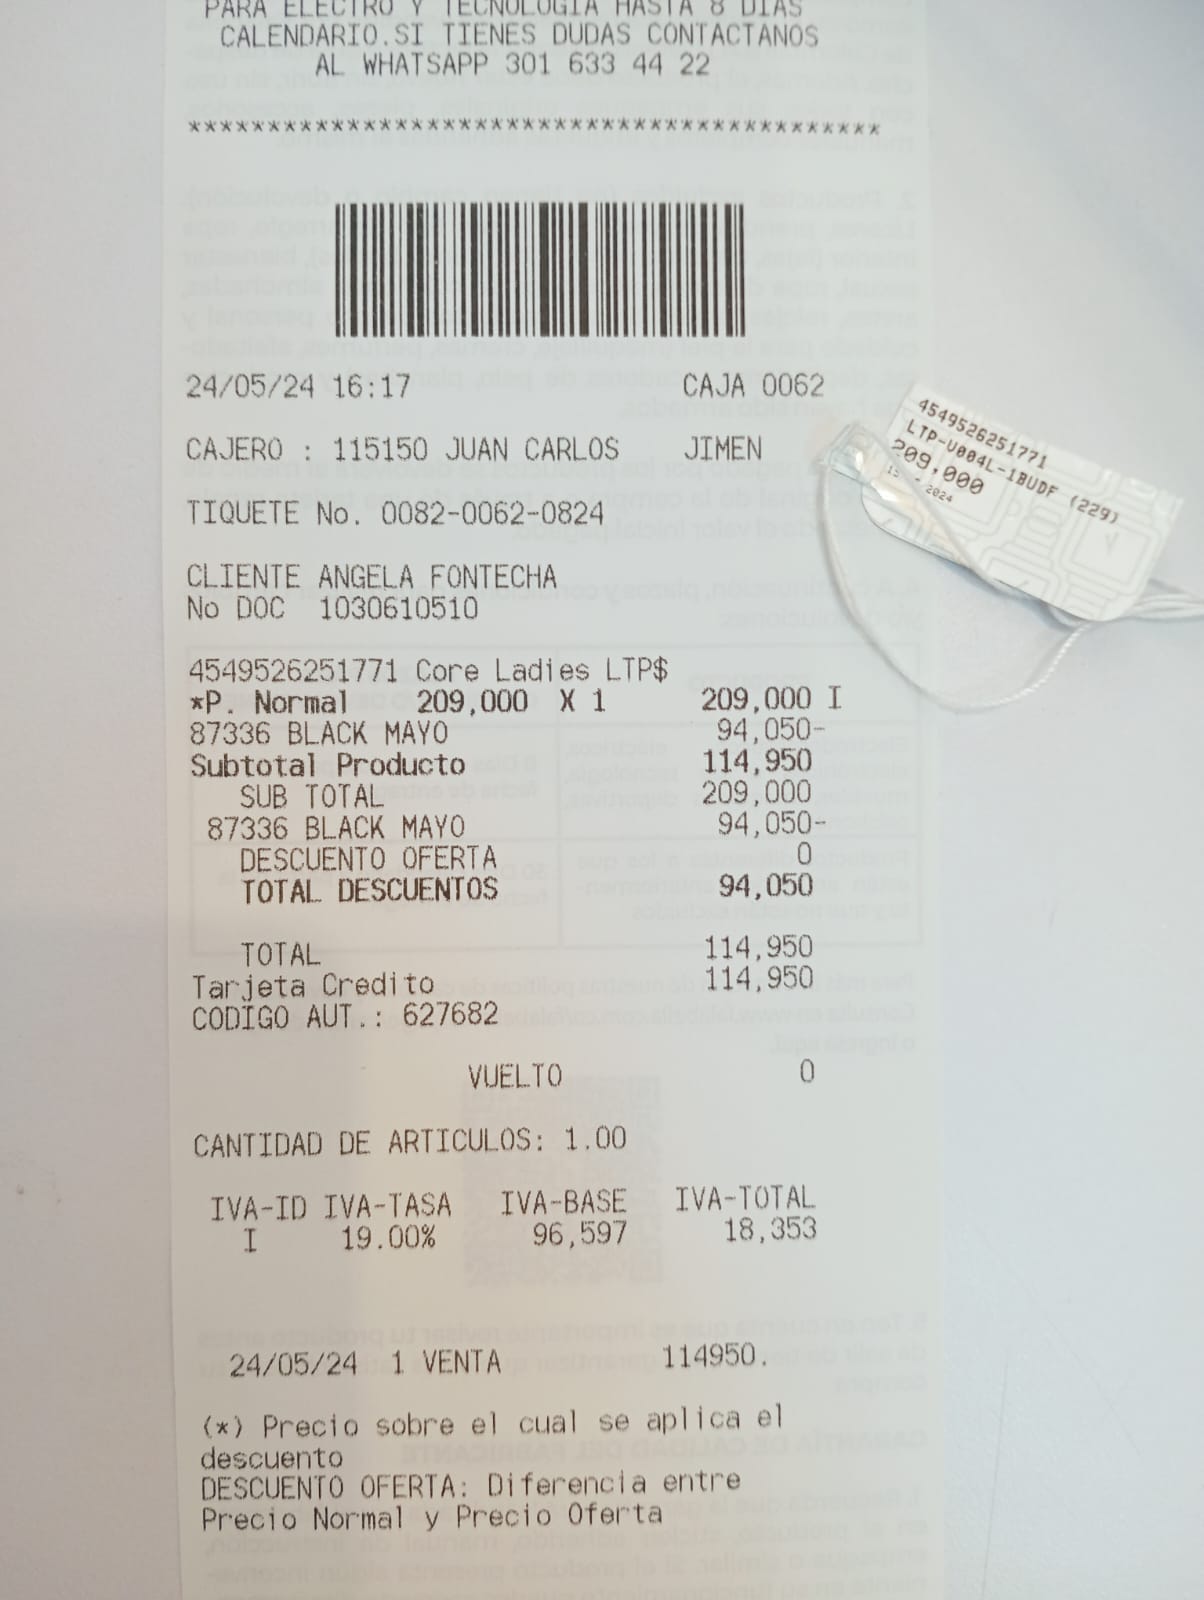 PARA ELECTRO Y TECNOLOGIA HASTA 8 DIAS
CALENDARIO.SI TIENES DUDAS CONTACTANOS
AL WHATSAPP 301 633 44 22
********************************************
24/05/24 16:17 CAJA 0062
CAJERO : 115150 JUAN CARLOS JIMEN
TIQUETE No. 0082-0062-0824
CLIENTE ANGELA FONTECHA
No DOC 1030610510
4549526251771 Core Ladies LTP$
*P. Normal 209,000 X 1 209,000 I
87336 BLACK MAYO 94,050-
Subtotal Producto 114,950
SUB TOTAL 209,000
87336 BLACK MAYO 94,050-
DESCUENTO OFERTA 0
TOTAL DESCUENTOS 94,050
TOTAL 114,950
Tarjeta Credito 114,950
CODIGO AUT.: 627682
VUELTO 0
CANTIDAD DE ARTICULOS: 1.00
IVA-ID IVA-TASA IVA-BASE IVA-TOTAL
I 19.00% 96,597 18,353
24/05/24 1 VENTA 114950.
(*) Precio sobre el cual se aplica el
descuento
DESCUENTO OFERTA: Diferencia entre
Precio Normal y Precio Oferta
4549526251771
LTP-V004L-1BUDF (229)
209,000
2024